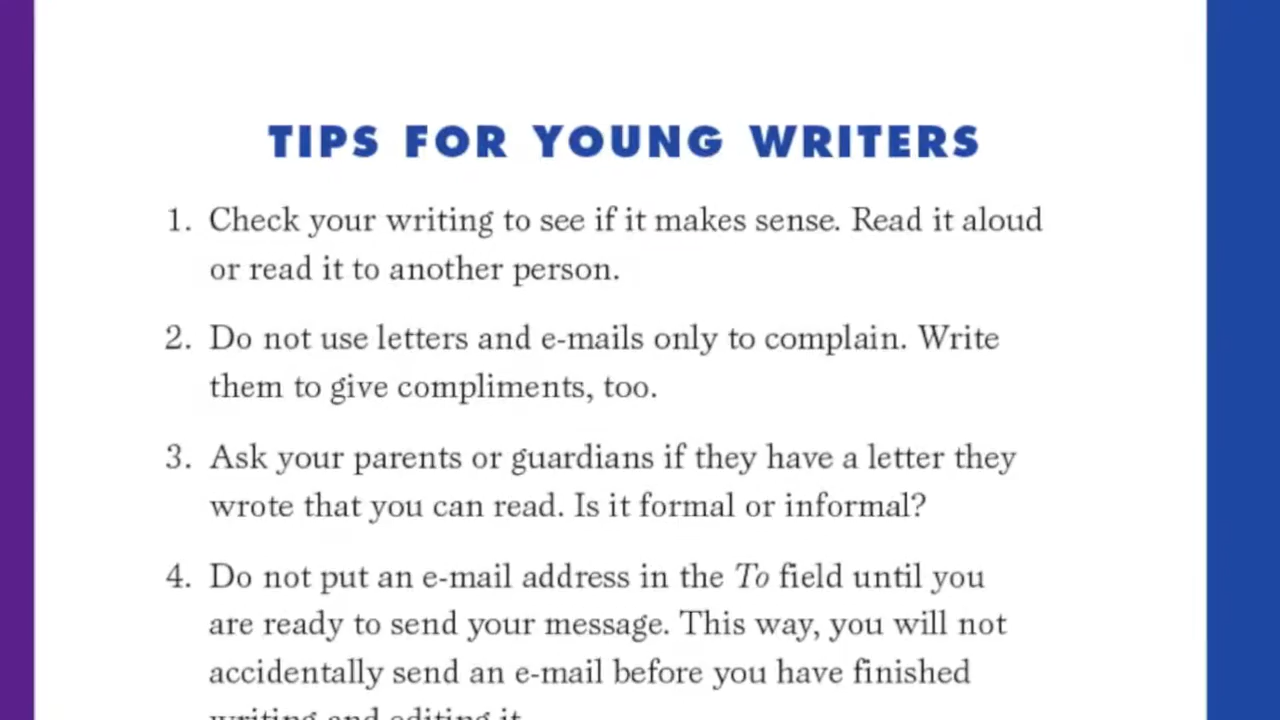 TIPS FOR YOUNG WRITERS
1. Check your writing to see if it makes sense. Read it aloud
or read it to another person.
2. Do not use letters and e-mails only to complain. Write
them to give compliments, too.
3. Ask your parents or guardians if they have a letter they
wrote that you can read. Is it formal or informal?
4. Do not put an e-mail address in the To field until you
are ready to send your message. This way, you will not
accidentally send an e-mail before you have finished
writing and editing it.